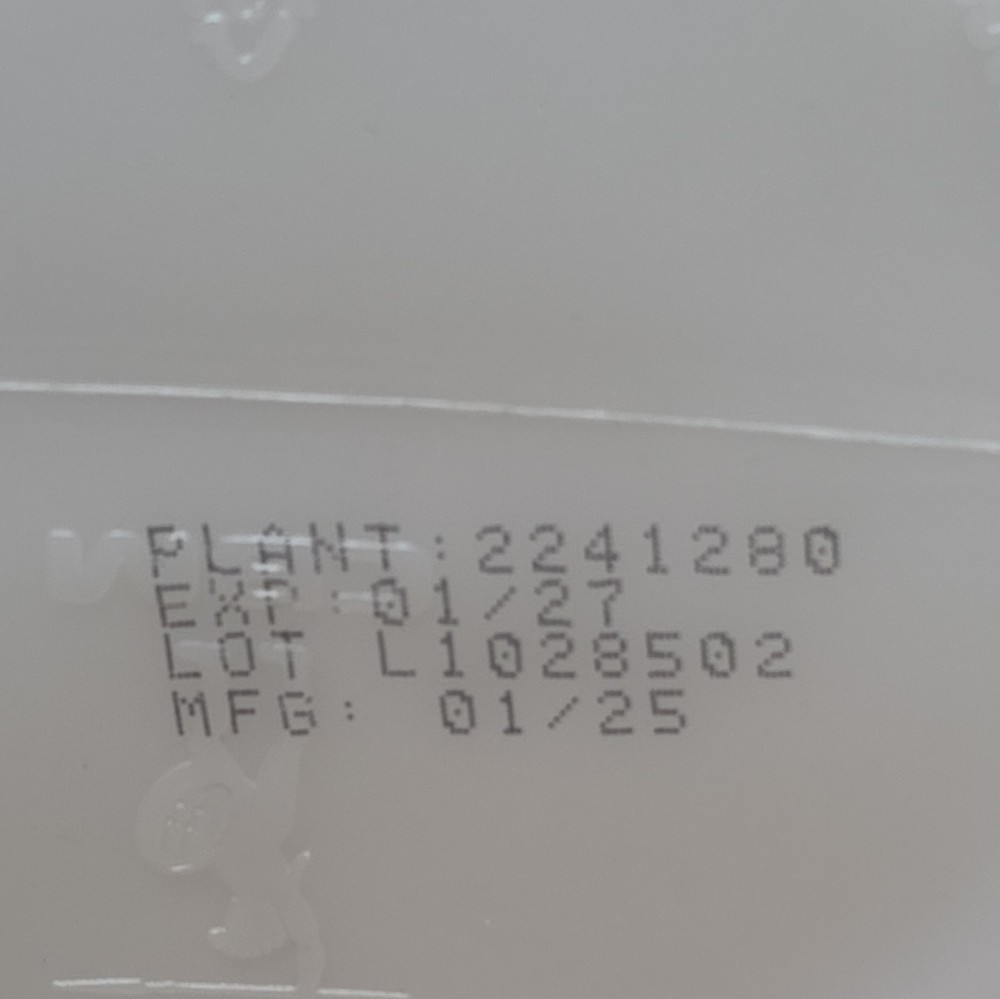 PLANT:2241280
EXP:01/27
LOT L1028502
MFG: 01/25